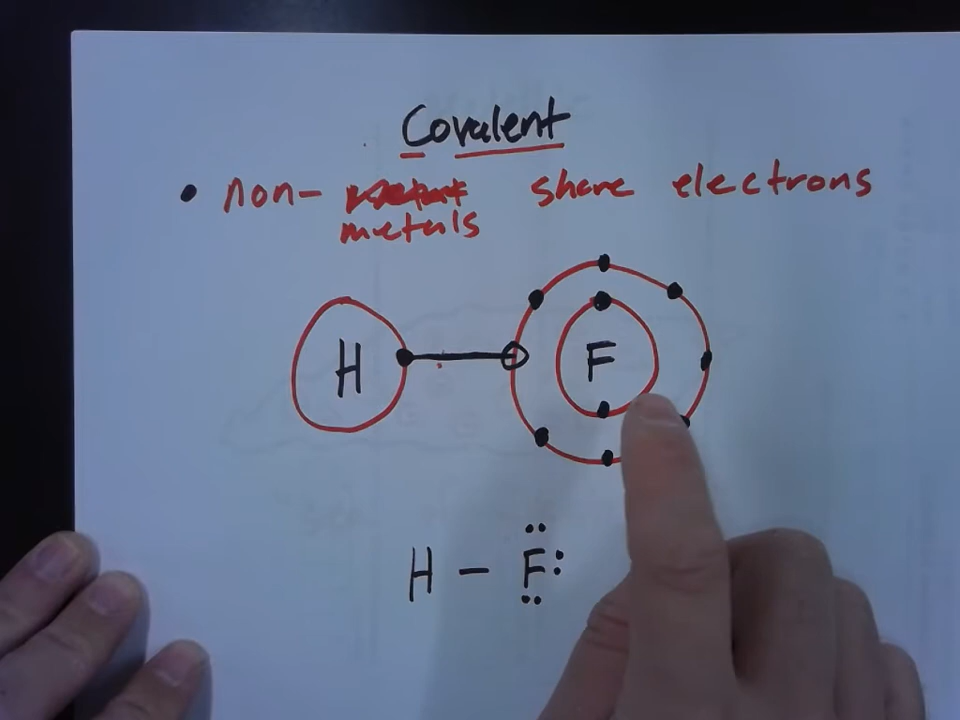 Covalent
• non- share electrons
metals
H F
H - F